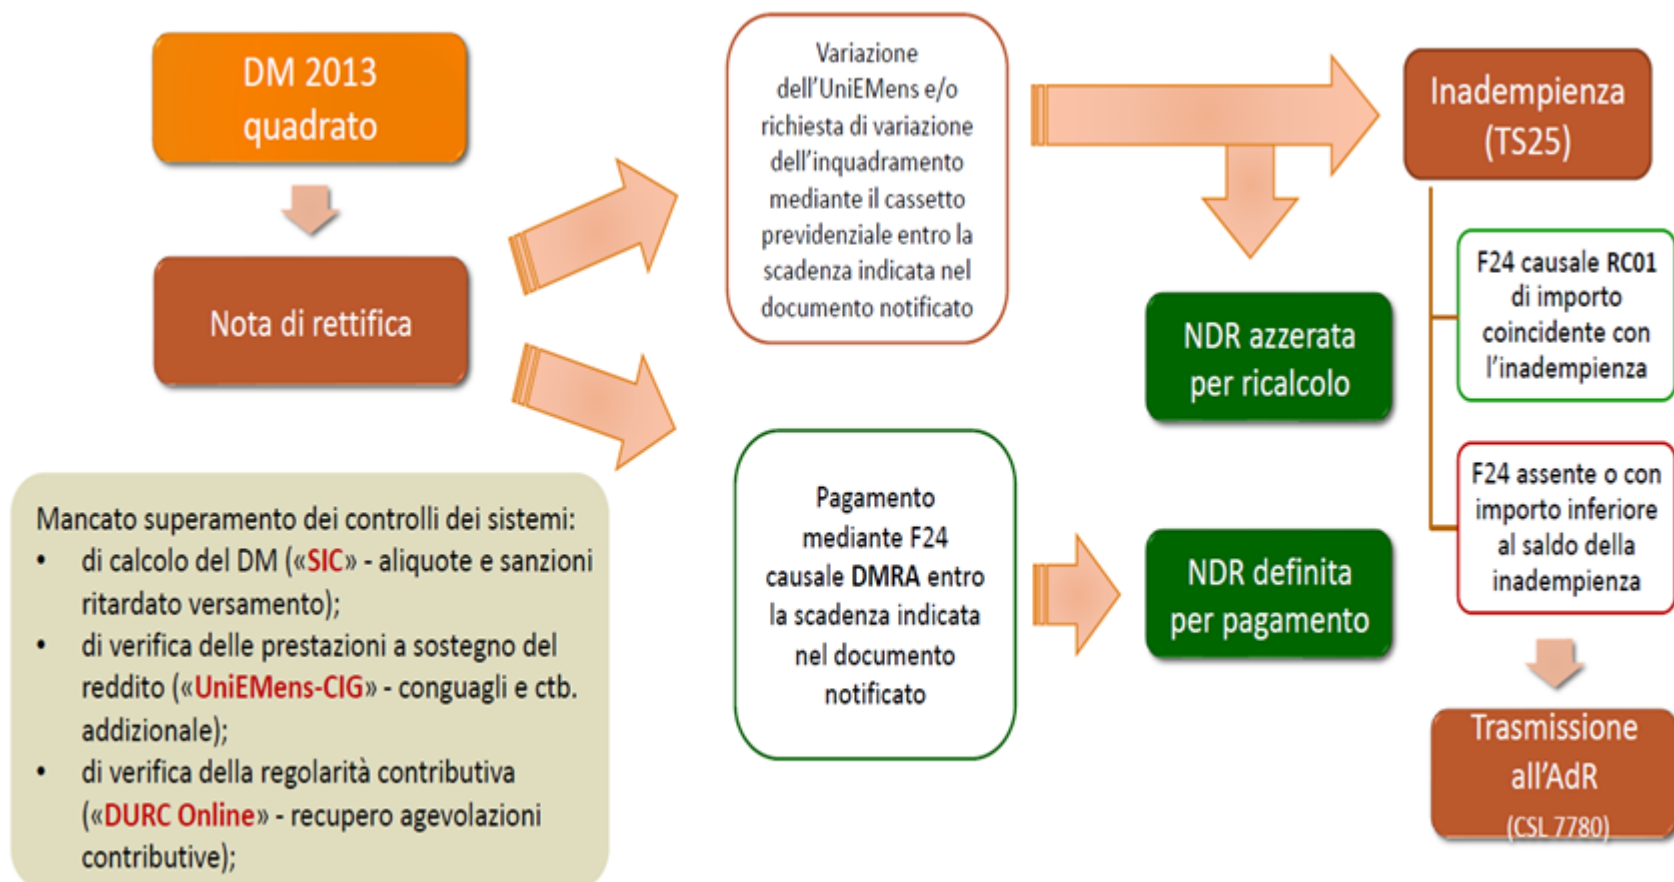 DM 2013
quadrato
Nota di rettifica
Mancato superamento dei controlli dei sistemi:
• di calcolo del DM («SIC» - aliquote e sanzioni
ritardato versamento);
• di verifica delle prestazioni a sostegno del
reddito («UniEMens-CIG» - conguagli e ctb.
addizionale);
• di verifica della regolarità contributiva
(«DURC Online» - recupero agevolazioni
contributive);
Variazione
dell'UniEMens e/o
richiesta di variazione
dell'inquadramento
mediante il cassetto
previdenziale entro la
scadenza indicata nel
documento notificato
Pagamento
mediante F24
causale DMRA entro
la scadenza indicata
nel documento
notificato
NDR azzerata
per ricalcolo
NDR definita
per pagamento
Inadempienza
(TS25)
F24 causale RC01
di importo
coincidente con
l'inadempienza
F24 assente o con
importo inferiore
al saldo della
inadempienza
Trasmissione
all'AdR
(CSL 7780)